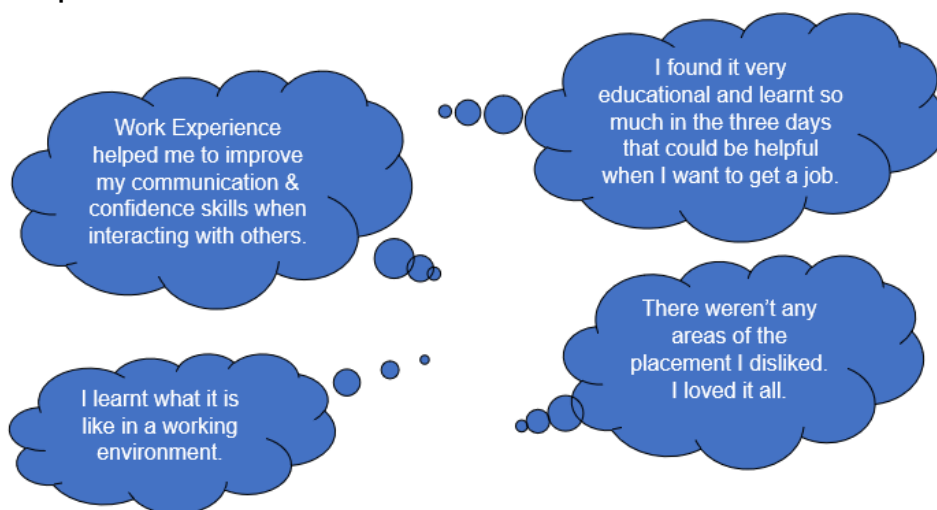 Work Experience
helped me to improve
my communication &
confidence skills when
interacting with others.
I found it very
educational and learnt so
much in the three days
that could be helpful
when I want to get a job.
I learnt what it is
like in a working
environment.
There weren’t any
areas of the
placement I disliked.
I loved it all.